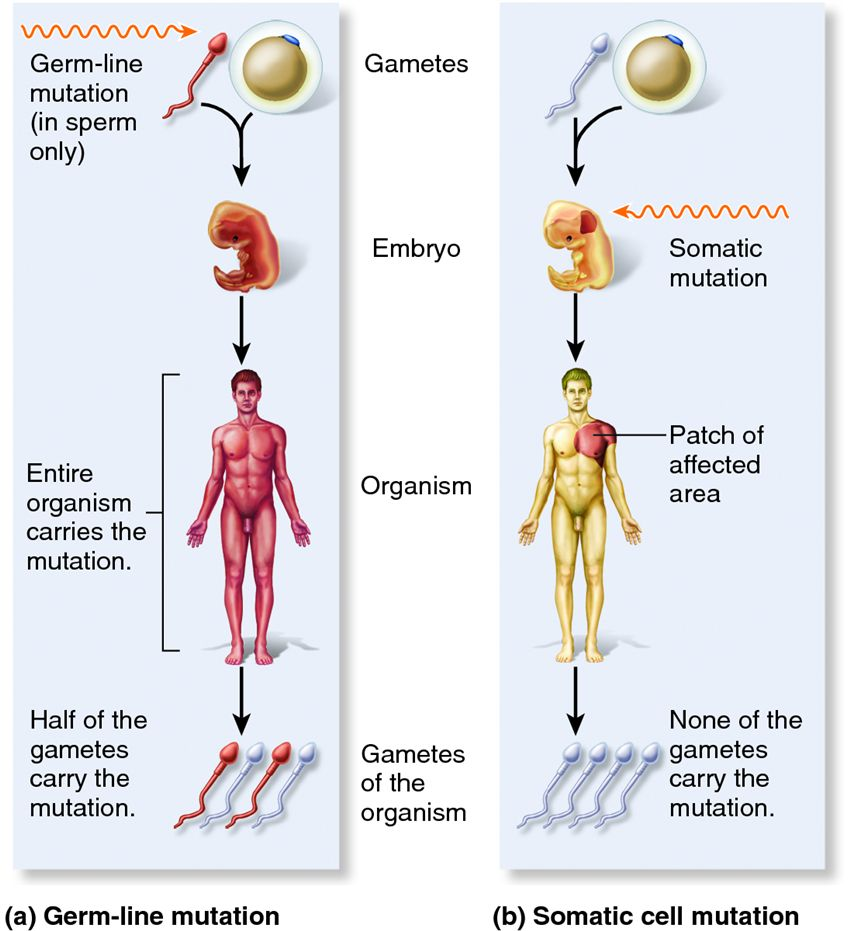 Germ-line
mutation
(in sperm
only)
Gametes
Embryo
Entire
organism
carries the
mutation.
Organism
Half of the
gametes
carry the
mutation.
Gametes
of the
organism
(a) Germ-line mutation
Somatic
mutation
Patch of
affected
area
None of the
gametes
carry the
mutation.
(b) Somatic cell mutation